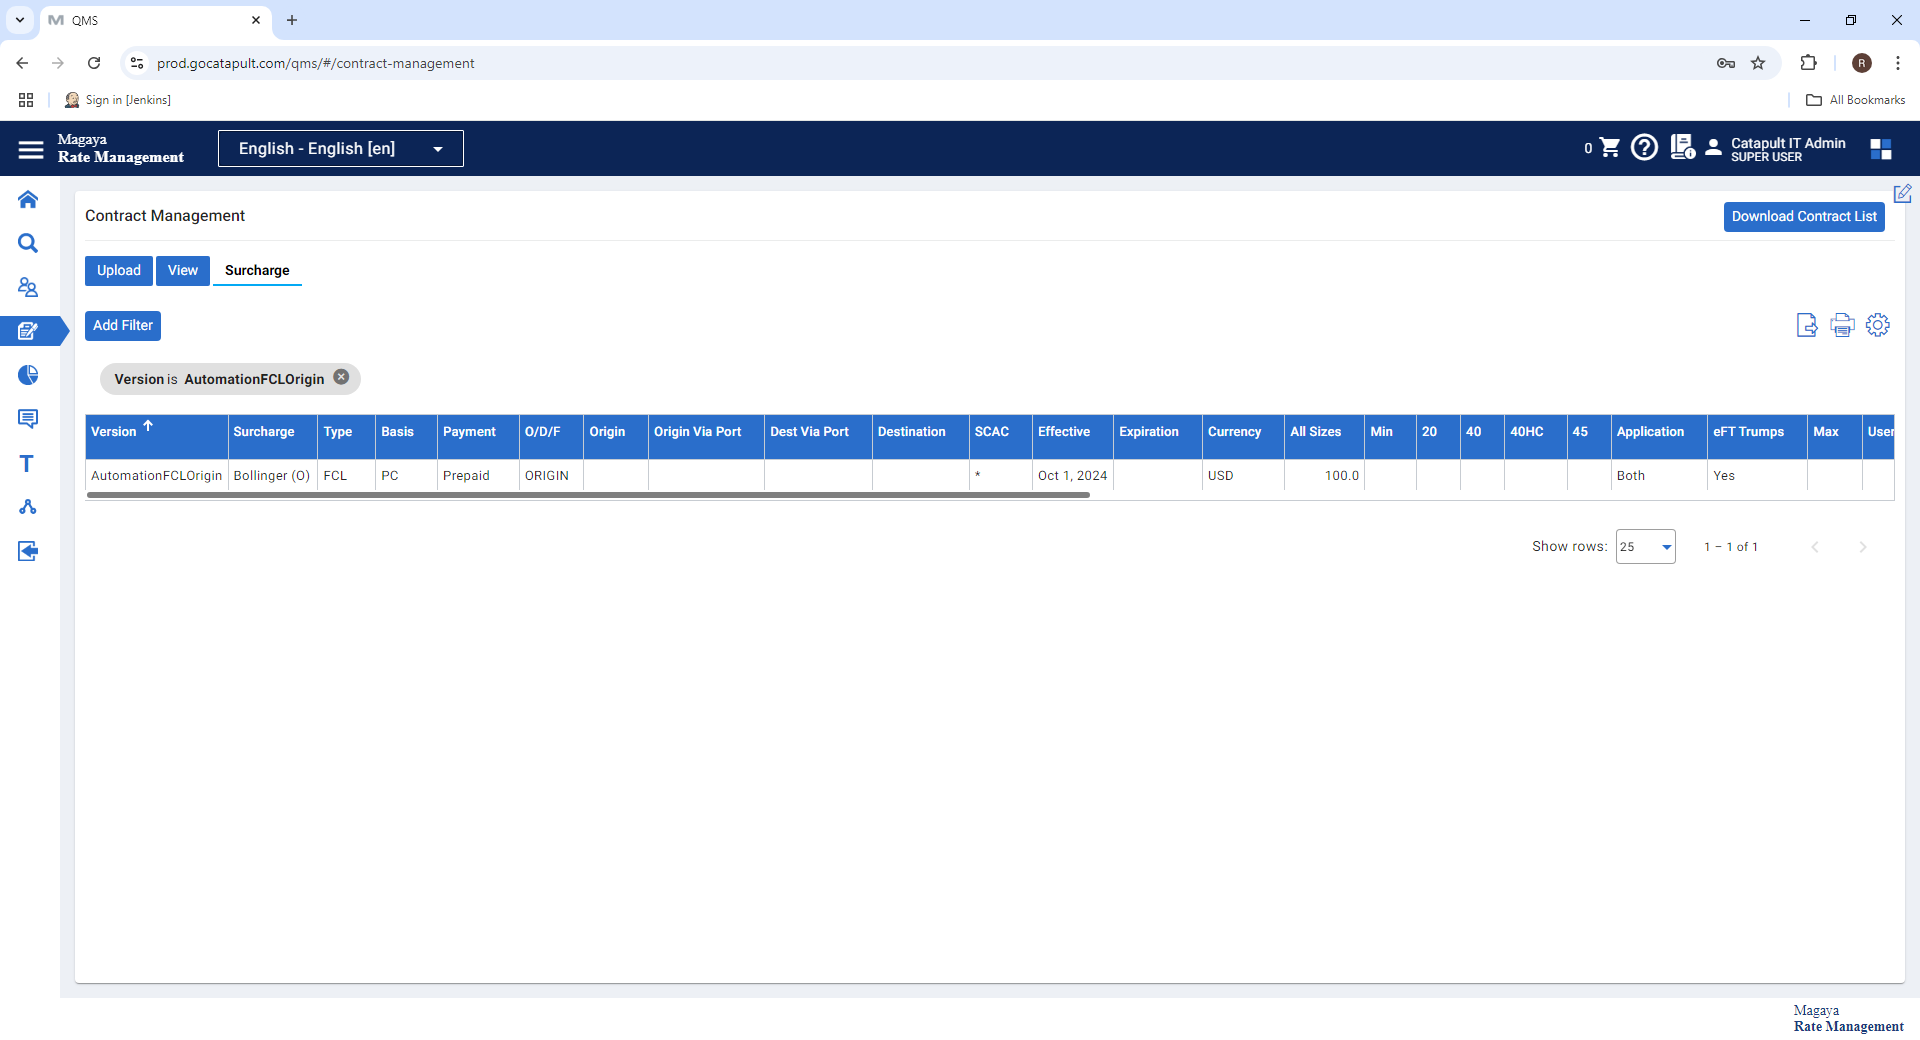 QMS
prod.gocatapult.com/qms/#/contract-management
R
Sign in [Jenkins]
All Bookmarks
Magaya
Rate Management
English - English [en]
0
Catapult IT Admin
SUPER USER
Contract Management
Download Contract List
Upload View Surcharge
Add Filter
Version is AutomationFCLOrigin
Version Surcharge Type Basis Payment O/D/F Origin Origin Via Port Dest Via Port Destination SCAC Effective Expiration Currency All Sizes Min 20 40 40HC 45 Application eFT Trumps Max User
AutomationFCLOrigin Bollinger (O) FCL PC Prepaid ORIGIN * Oct 1, 2024 USD 100.0 Both Yes
T
Show rows: 25 1 – 1 of 1
Magaya
Rate Management